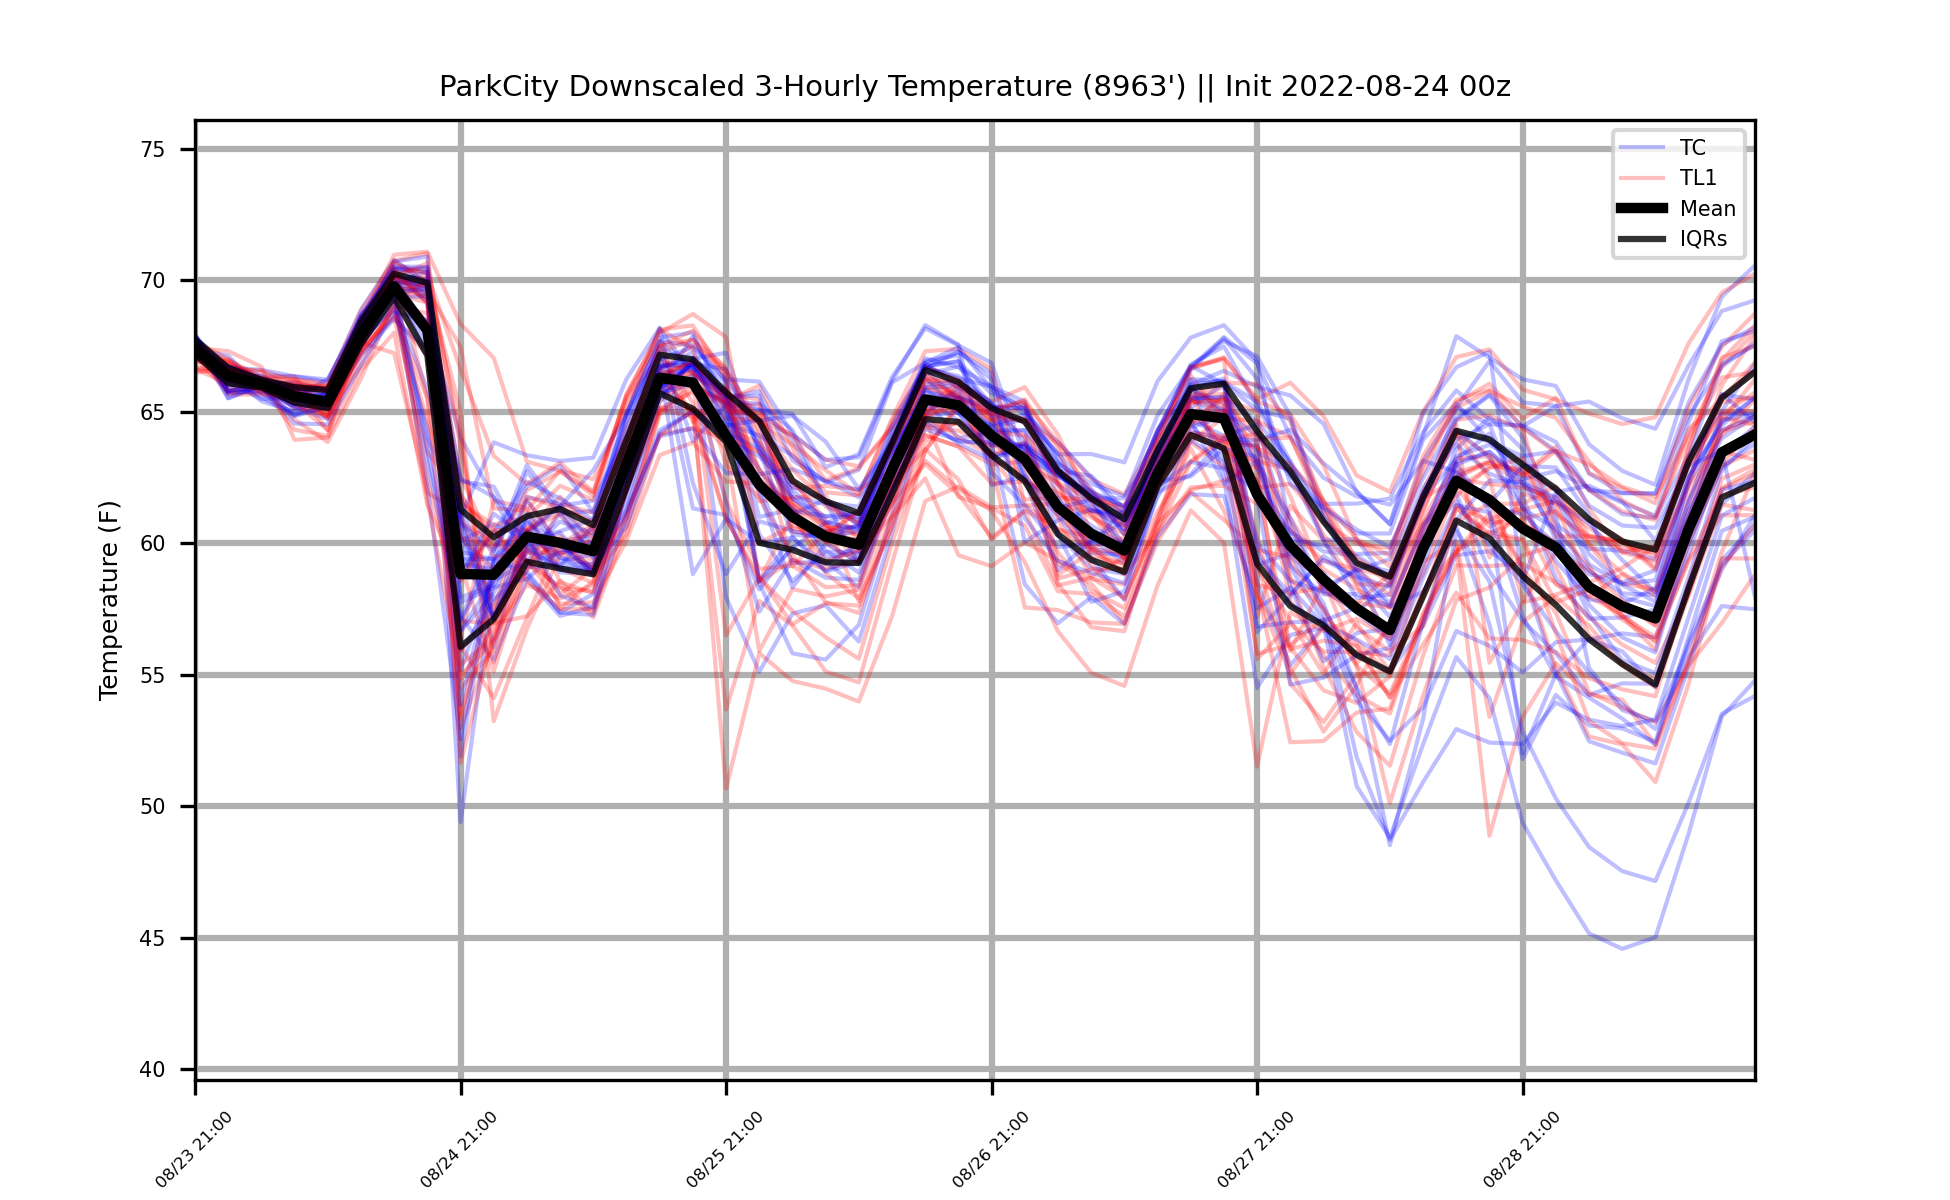 ParkCity Downscaled 3-Hourly Temperature (8963') || Init 2022-08-24 00z
TC
TL1
Mean
IQRs
Temperature (F)
75
70
65
60
55
50
45
40
08/23 21:00
08/24 21:00
08/25 21:00
08/26 21:00
08/27 21:00
08/28 21:00